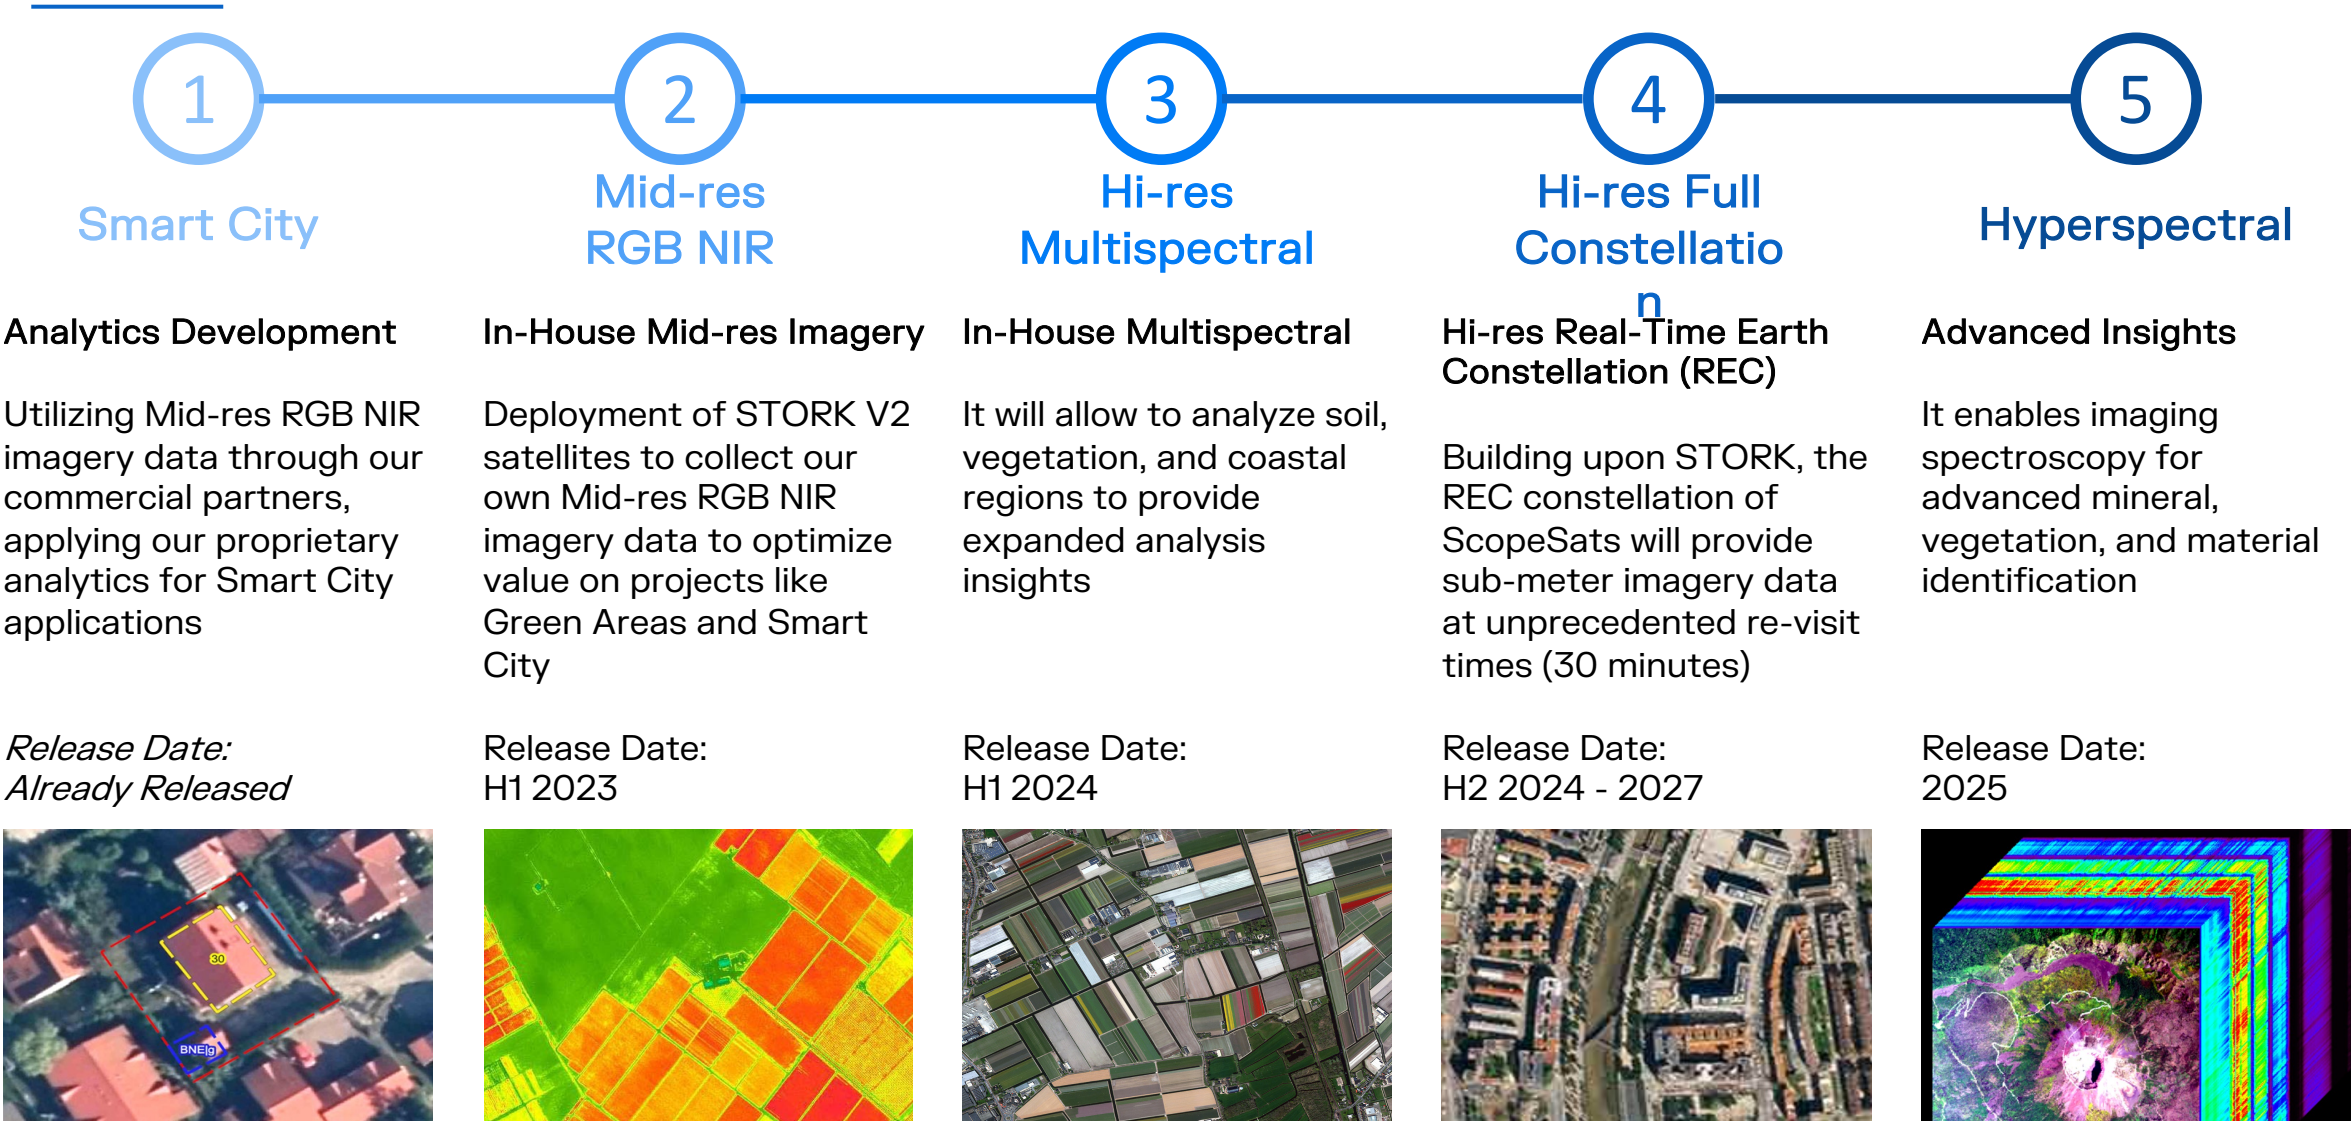 1
2
3
4
5
Smart City
Mid-res
RGB NIR
Hi-res
Multispectral
Hi-res Full
Constellatio
n
Hyperspectral
Analytics Development
Utilizing Mid-res RGB NIR
imagery data through our
commercial partners,
applying our proprietary
analytics for Smart City
applications
Release Date:
Already Released
In-House Mid-res Imagery
Deployment of STORK V2
satellites to collect our
own Mid-res RGB NIR
imagery data to optimize
value on projects like
Green Areas and Smart
City
Release Date:
H1 2023
In-House Multispectral
It will allow to analyze soil,
vegetation, and coastal
regions to provide
expanded analysis
insights
Release Date:
H1 2024
Hi-res Real-Time Earth
Constellation (REC)
Building upon STORK, the
REC constellation of
ScopeSats will provide
sub-meter imagery data
at unprecedented re-visit
times (30 minutes)
Release Date:
H2 2024 - 2027
Advanced Insights
It enables imaging
spectroscopy for
advanced mineral,
vegetation, and material
identification
Release Date:
2025
30
BNE|g